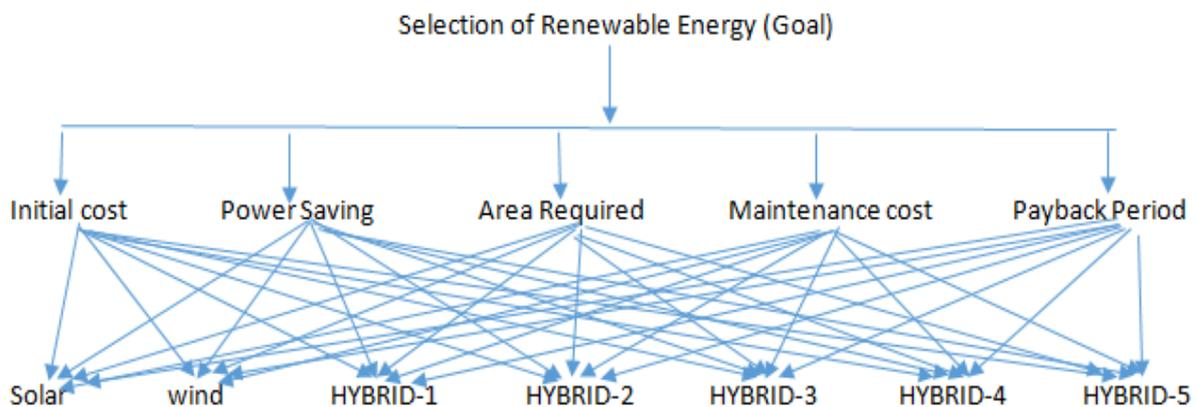 Selection of Renewable Energy (Goal)
Initial cost Power Saving Area Required Maintenance cost Payback Period
Solar wind HYBRID-1 HYBRID-2 HYBRID-3 HYBRID-4 HYBRID-5